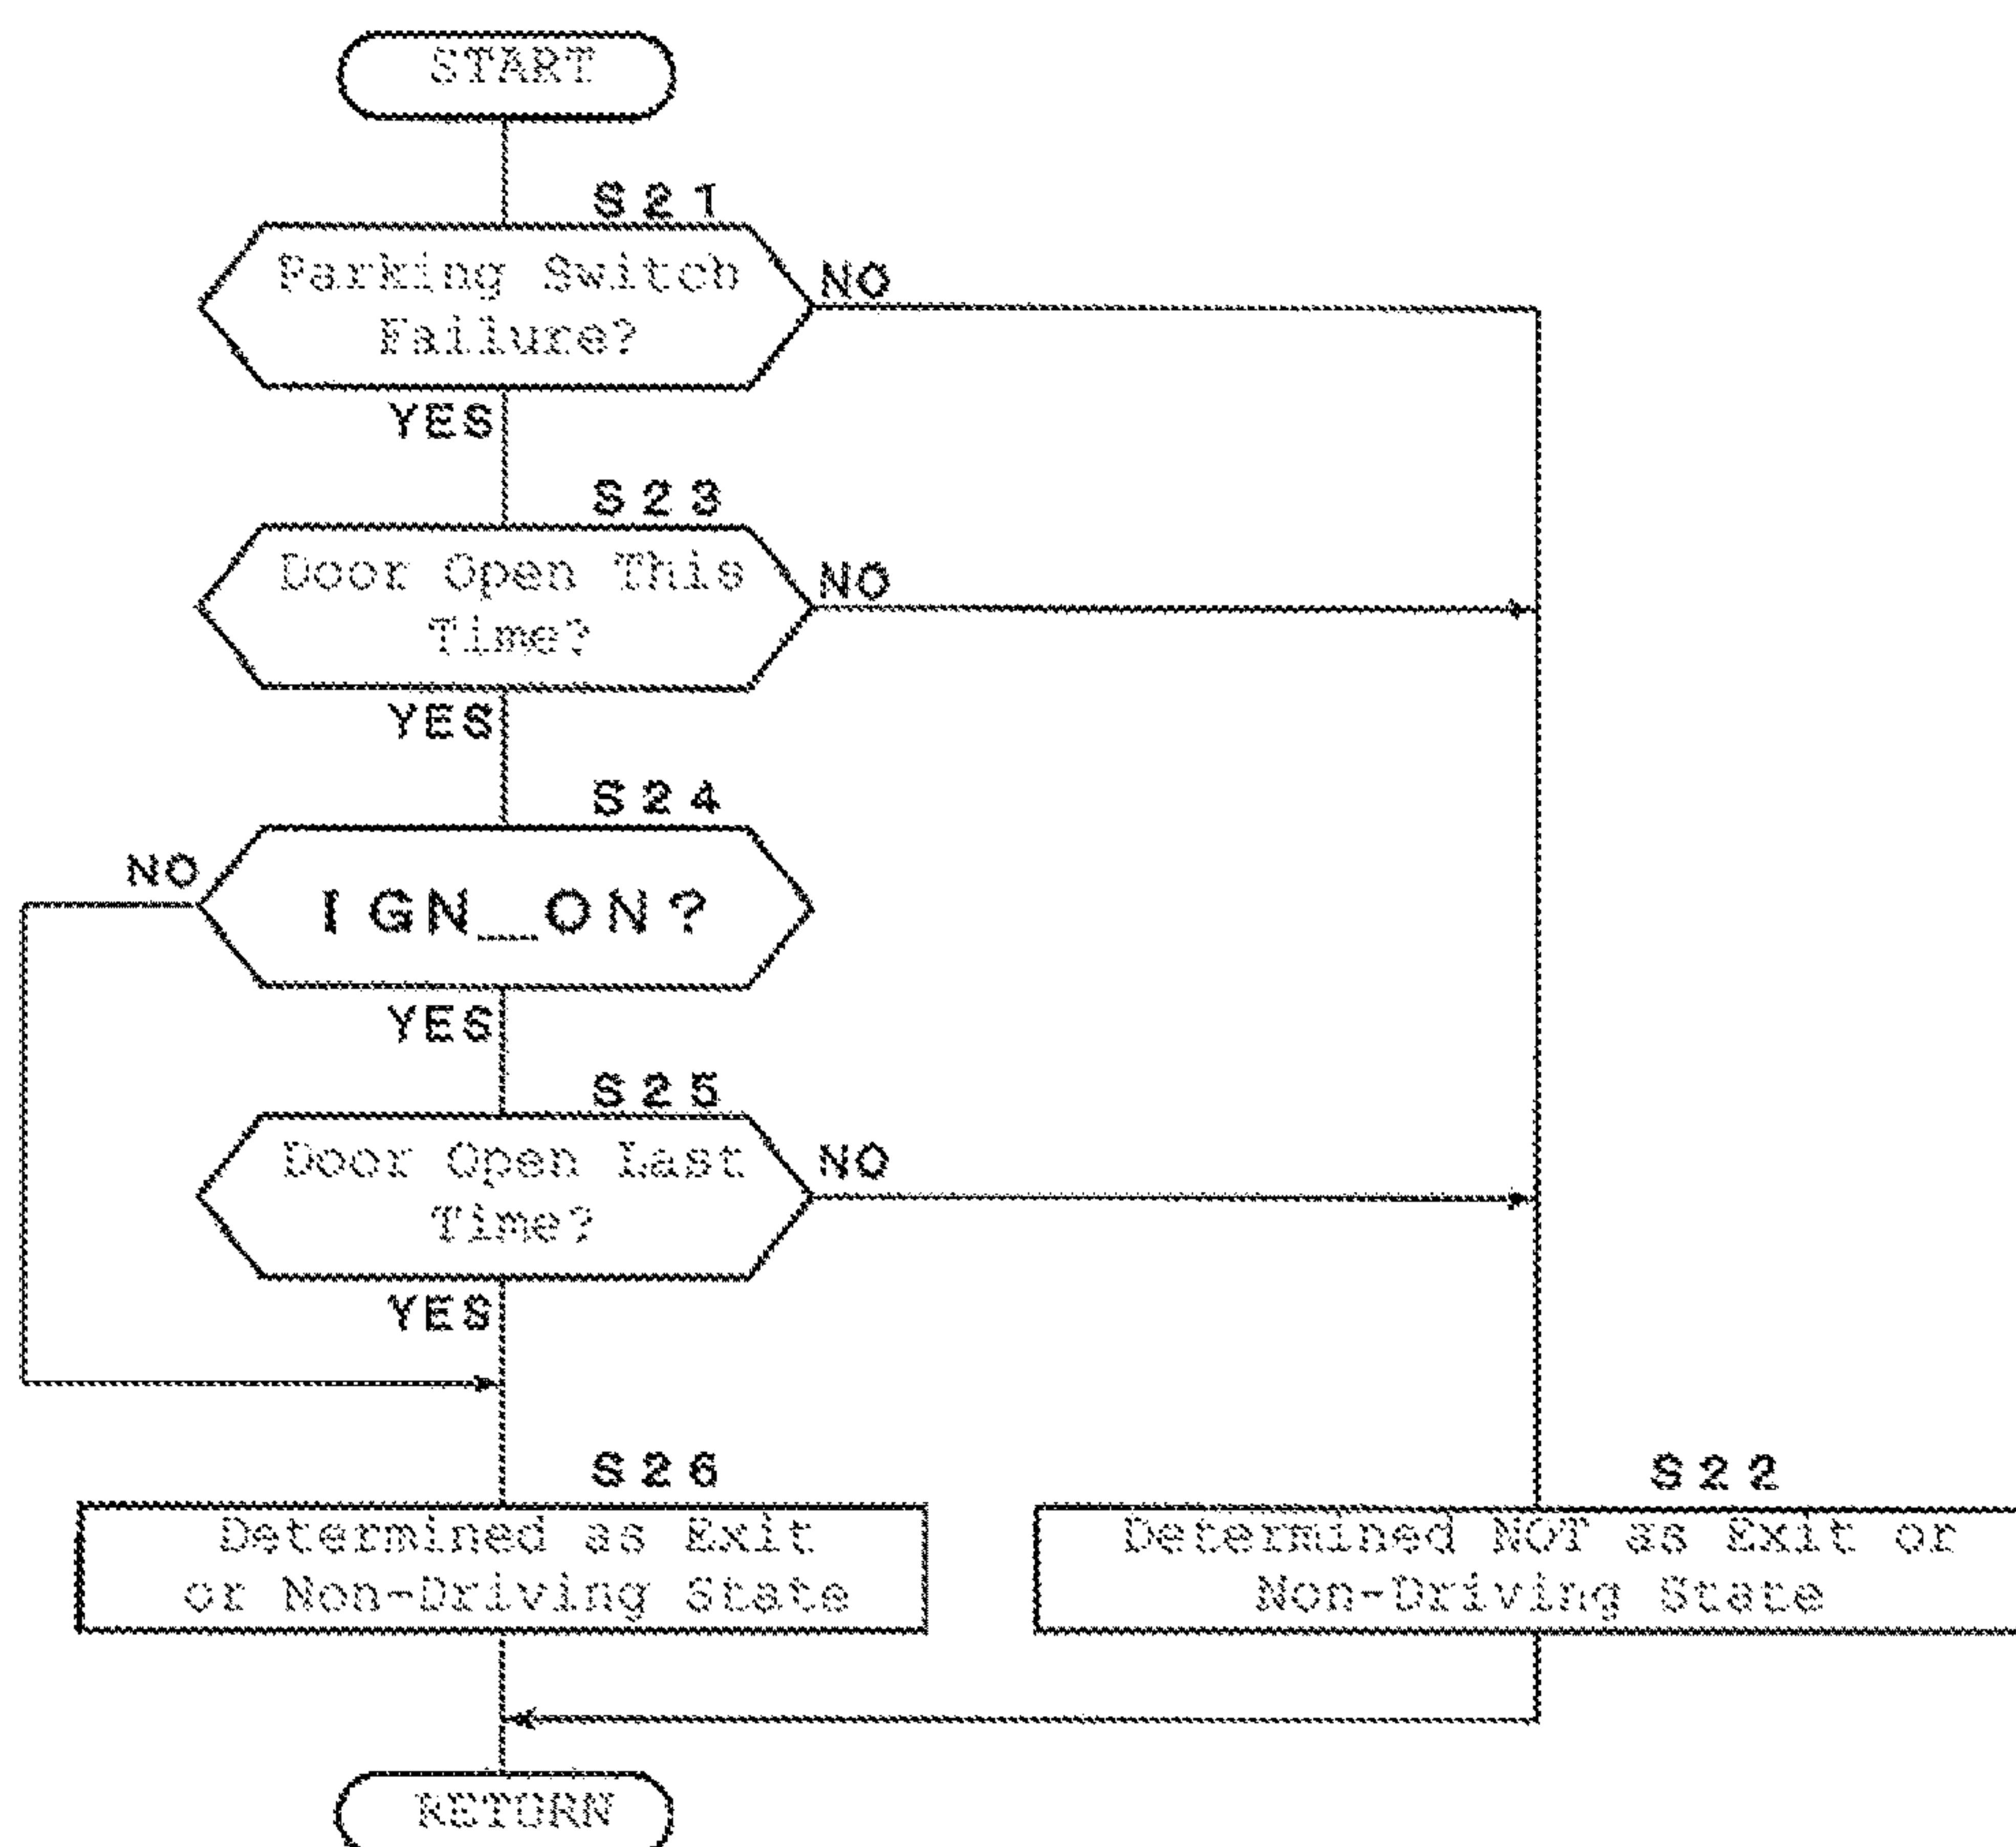 START
S21
Parking Switch
Failure?
NO
YES
S23
Door Open This
Time?
NO
YES
S24
NO
IGN__ON?
YES
S25
Door Open Last
Time?
NO
YES
S26
Determined as Exit
or Non-Driving State
S22
Determined NOT as Exit or
Non-Driving State
RETURN